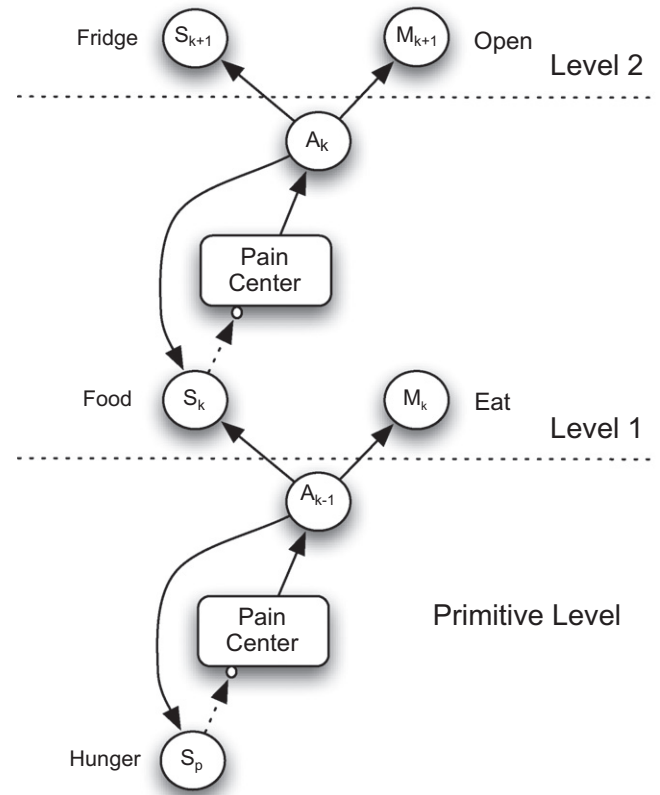 Fridge
S_{k+1}
M_{k+1}
Open
Level 2
A_k
Pain
Center
Food
S_k
M_k
Eat
Level 1
A_{k-1}
Pain
Center
Primitive Level
Hunger
S_p